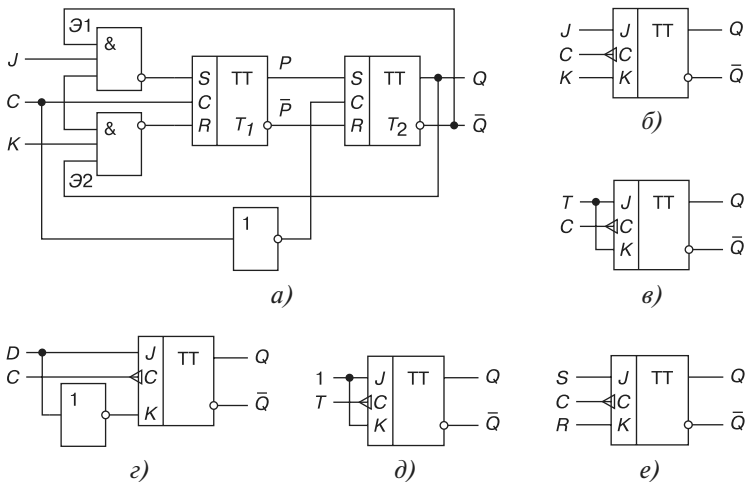 Э1
&
J
C
K
&
Э2
S TT
C
R T1
P
P̅
S TT
C
R T2
Q
Q̅
1
а)
J J TT Q
C C
K K Q̅
б)
T J TT Q
C C
K Q̅
в)
D J TT Q
C C
1 K Q̅
г)
1 J TT Q
T C
K Q̅
д)
S J TT Q
C C
R K Q̅
е)